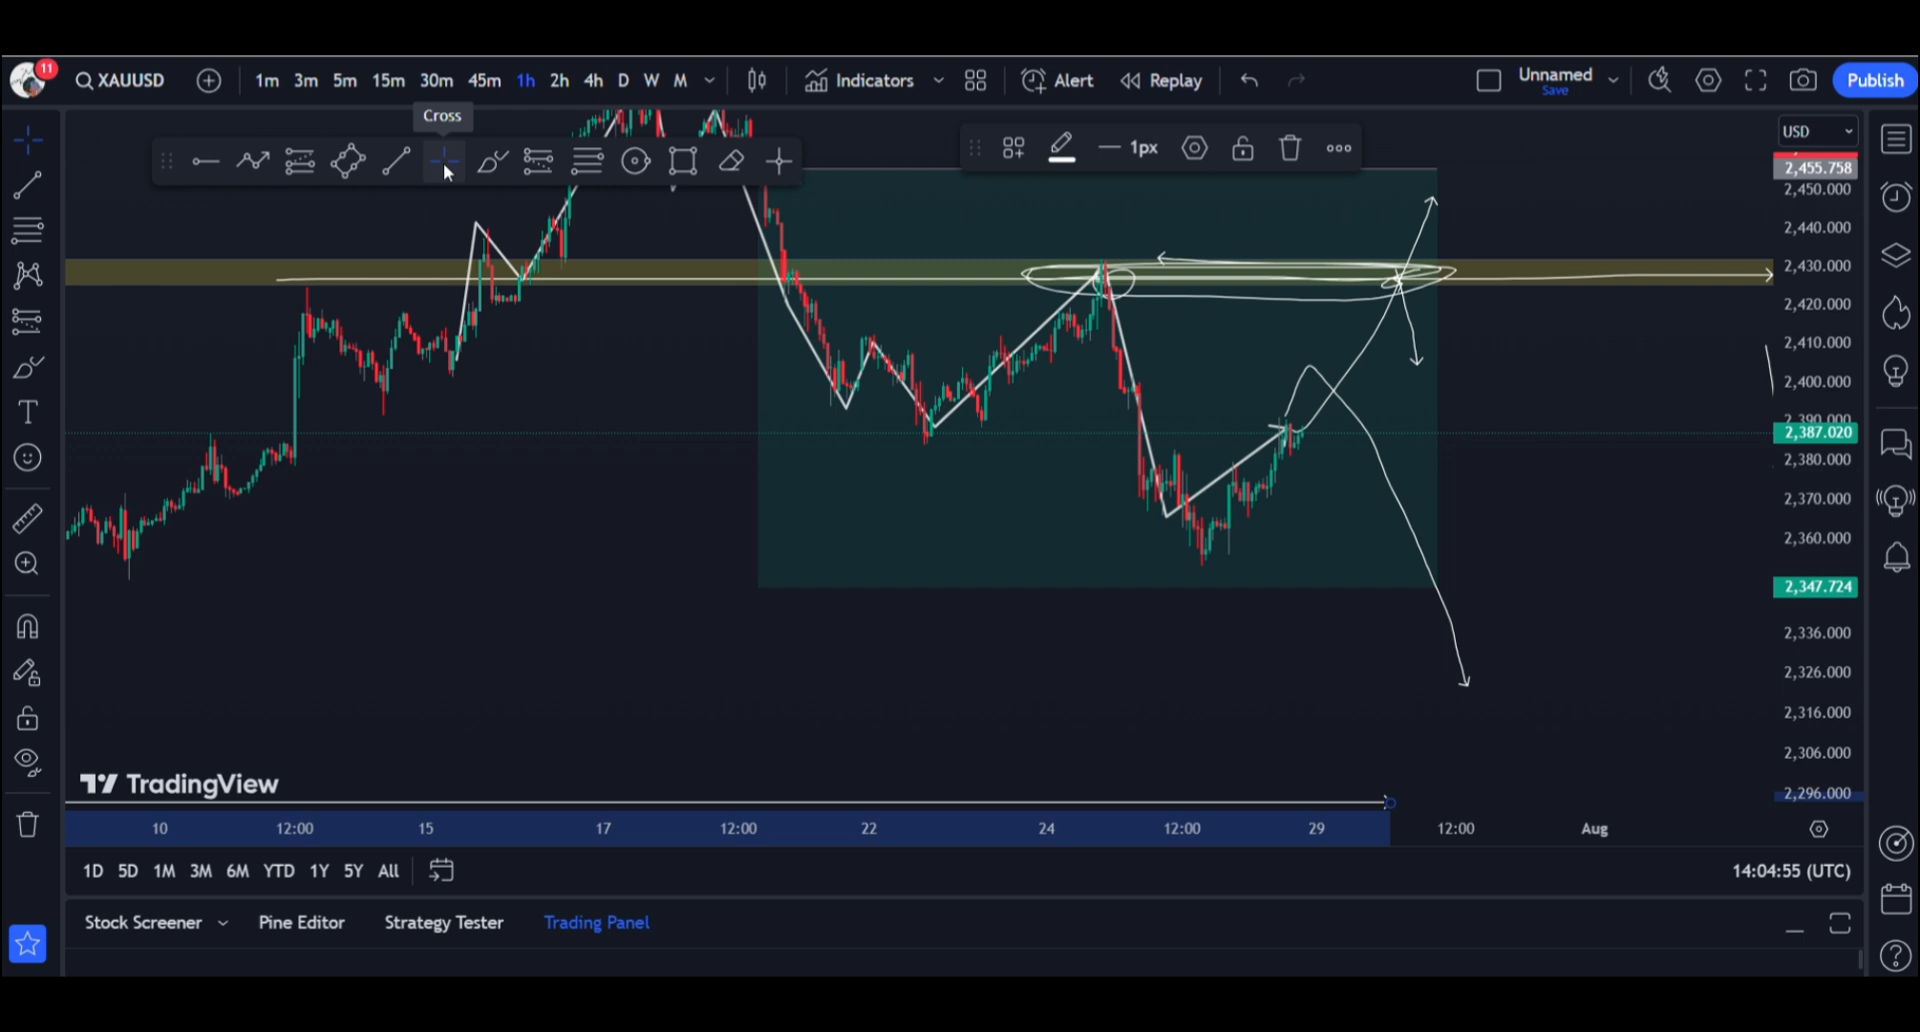 11
XAUUSD
1m 3m 5m 15m 30m 45m 1h 2h 4h D W M
Indicators
Alert
Replay
Unnamed
Save
Publish
Cross
1px
USD
2,455.758
2,450.000
2,440.000
2,430.000
2,420.000
2,410.000
2,400.000
2,390.000
2,387.020
2,380.000
2,370.000
2,360.000
2,347.724
2,336.000
2,326.000
2,316.000
2,306.000
2,296.000
TradingView
10 12:00 15 17 12:00 22 24 12:00 29 12:00 Aug
1D 5D 1M 3M 6M YTD 1Y 5Y All
14:04:55 (UTC)
Stock Screener Pine Editor Strategy Tester Trading Panel